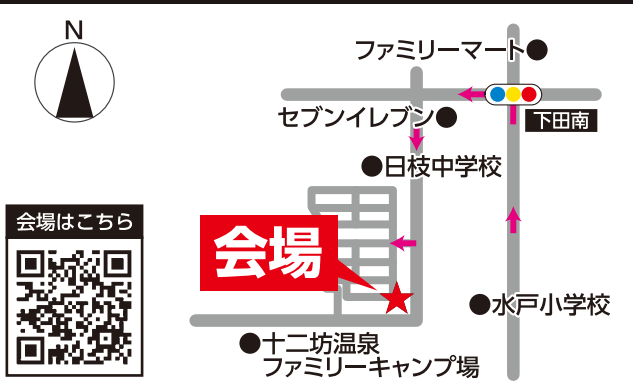 N
ファミリーマート
セブンイレブン
下田南
日枝中学校
会場はこちら
会場
水戸小学校
十二坊温泉
ファミリーキャンプ場